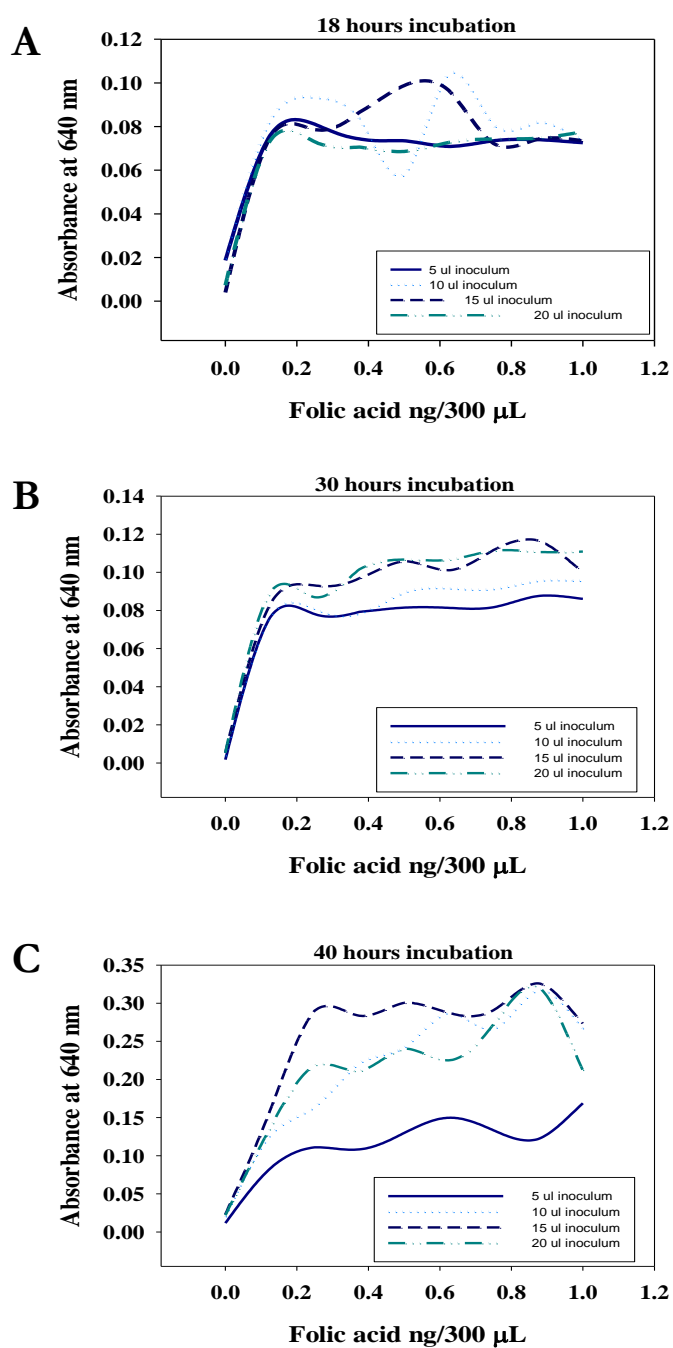 A
18 hours incubation
Absorbance at 640 nm
0.12
0.10
0.08
0.06
0.04
0.02
0.00
5 ul inoculum
10 ul inoculum
15 ul inoculum
20 ul inoculum
0.0 0.2 0.4 0.6 0.8 1.0 1.2
Folic acid ng/300 µL
B
30 hours incubation
Absorbance at 640 nm
0.14
0.12
0.10
0.08
0.06
0.04
0.02
0.00
5 ul inoculum
10 ul inoculum
15 ul inoculum
20 ul inoculum
0.0 0.2 0.4 0.6 0.8 1.0 1.2
Folic acid ng/300 µL
C
40 hours incubation
Absorbance at 640 nm
0.35
0.30
0.25
0.20
0.15
0.10
0.05
0.00
5 ul inoculum
10 ul inoculum
15 ul inoculum
20 ul inoculum
0.0 0.2 0.4 0.6 0.8 1.0 1.2
Folic acid ng/300 µL